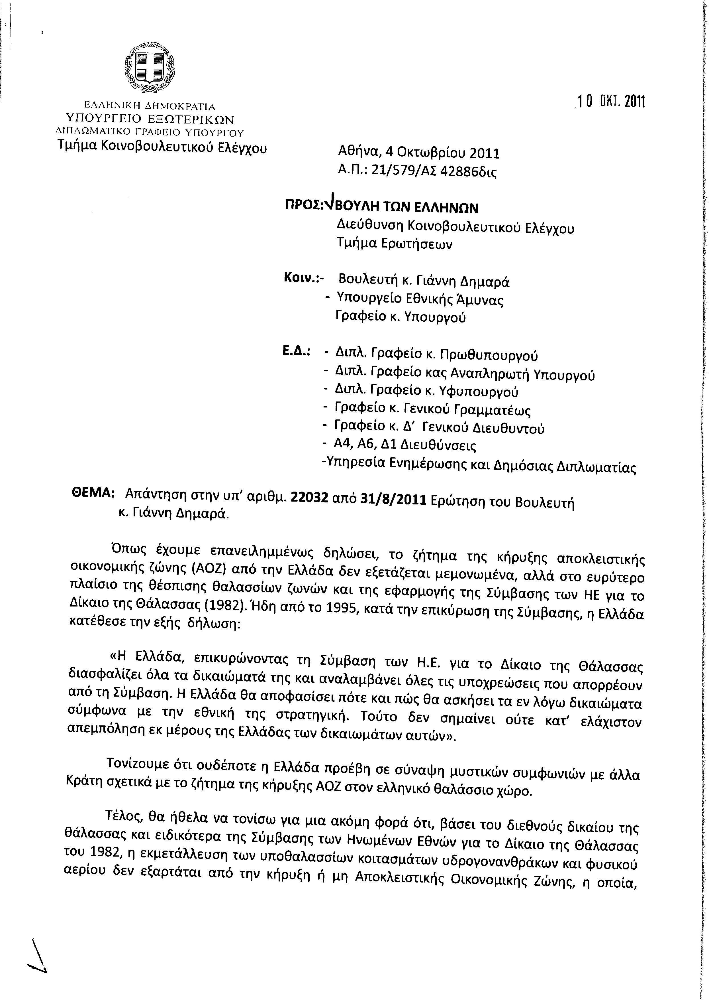 ΕΛΛΗΝΙΚΗ ΔΗΜΟΚΡΑΤΙΑ
ΥΠΟΥΡΓΕΙΟ ΕΞΩΤΕΡΙΚΩΝ
ΔΙΠΛΩΜΑΤΙΚΟ ΓΡΑΦΕΙΟ ΥΠΟΥΡΓΟΥ
Τμήμα Κοινοβουλευτικού Ελέγχου
10 ΟΚΤ. 2011
Αθήνα, 4 Οκτωβρίου 2011
Α.Π.: 21/579/ΑΣ 42886δις
ΠΡΟΣ: ΒΟΥΛΗ ΤΩΝ ΕΛΛΗΝΩΝ
Διεύθυνση Κοινοβουλευτικού Ελέγχου
Τμήμα Ερωτήσεων
Κοιν.:- Βουλευτή κ. Γιάννη Δημαρά
- Υπουργείο Εθνικής Άμυνας
Γραφείο κ. Υπουργού
Ε.Δ.: - Διπλ. Γραφείο κ. Πρωθυπουργού
- Διπλ. Γραφείο κας Αναπληρωτή Υπουργού
- Διπλ. Γραφείο κ. Υφυπουργού
- Γραφείο κ. Γενικού Γραμματέως
- Γραφείο κ. Δ' Γενικού Διευθυντού
- Α4, Α6, Δ1 Διευθύνσεις
-Υπηρεσία Ενημέρωσης και Δημόσιας Διπλωματίας
ΘΕΜΑ: Απάντηση στην υπ' αριθμ. 22032 από 31/8/2011 Ερώτηση του Βουλευτή
κ. Γιάννη Δημαρά.
Όπως έχουμε επανειλημμένως δηλώσει, το ζήτημα της κήρυξης αποκλειστικής
οικονομικής ζώνης (ΑΟΖ) από την Ελλάδα δεν εξετάζεται μεμονωμένα, αλλά στο ευρύτερο
πλαίσιο της θέσπισης θαλασσίων ζωνών και της εφαρμογής της Σύμβασης των ΗΕ για το
Δίκαιο της Θάλασσας (1982). Ήδη από το 1995, κατά την επικύρωση της Σύμβασης, η Ελλάδα
κατέθεσε την εξής δήλωση:
«Η Ελλάδα, επικυρώνοντας τη Σύμβαση των Η.Ε. για το Δίκαιο της Θάλασσας
διασφαλίζει όλα τα δικαιώματά της και αναλαμβάνει όλες τις υποχρεώσεις που απορρέουν
από τη Σύμβαση. Η Ελλάδα θα αποφασίσει πότε και πώς θα ασκήσει τα εν λόγω δικαιώματα
σύμφωνα με την εθνική της στρατηγική. Τούτο δεν σημαίνει ούτε κατ' ελάχιστον
απεμπόληση εκ μέρους της Ελλάδας των δικαιωμάτων αυτών».
Τονίζουμε ότι ουδέποτε η Ελλάδα προέβη σε σύναψη μυστικών συμφωνιών με άλλα
Κράτη σχετικά με το ζήτημα της κήρυξης ΑΟΖ στον ελληνικό θαλάσσιο χώρο.
Τέλος, θα ήθελα να τονίσω για μια ακόμη φορά ότι, βάσει του διεθνούς δικαίου της
θάλασσας και ειδικότερα της Σύμβασης των Ηνωμένων Εθνών για το Δίκαιο της Θάλασσας
του 1982, η εκμετάλλευση των υποθαλασσίων κοιτασμάτων υδρογονανθράκων και φυσικού
αερίου δεν εξαρτάται από την κήρυξη ή μη Αποκλειστικής Οικονομικής Ζώνης, η οποία,